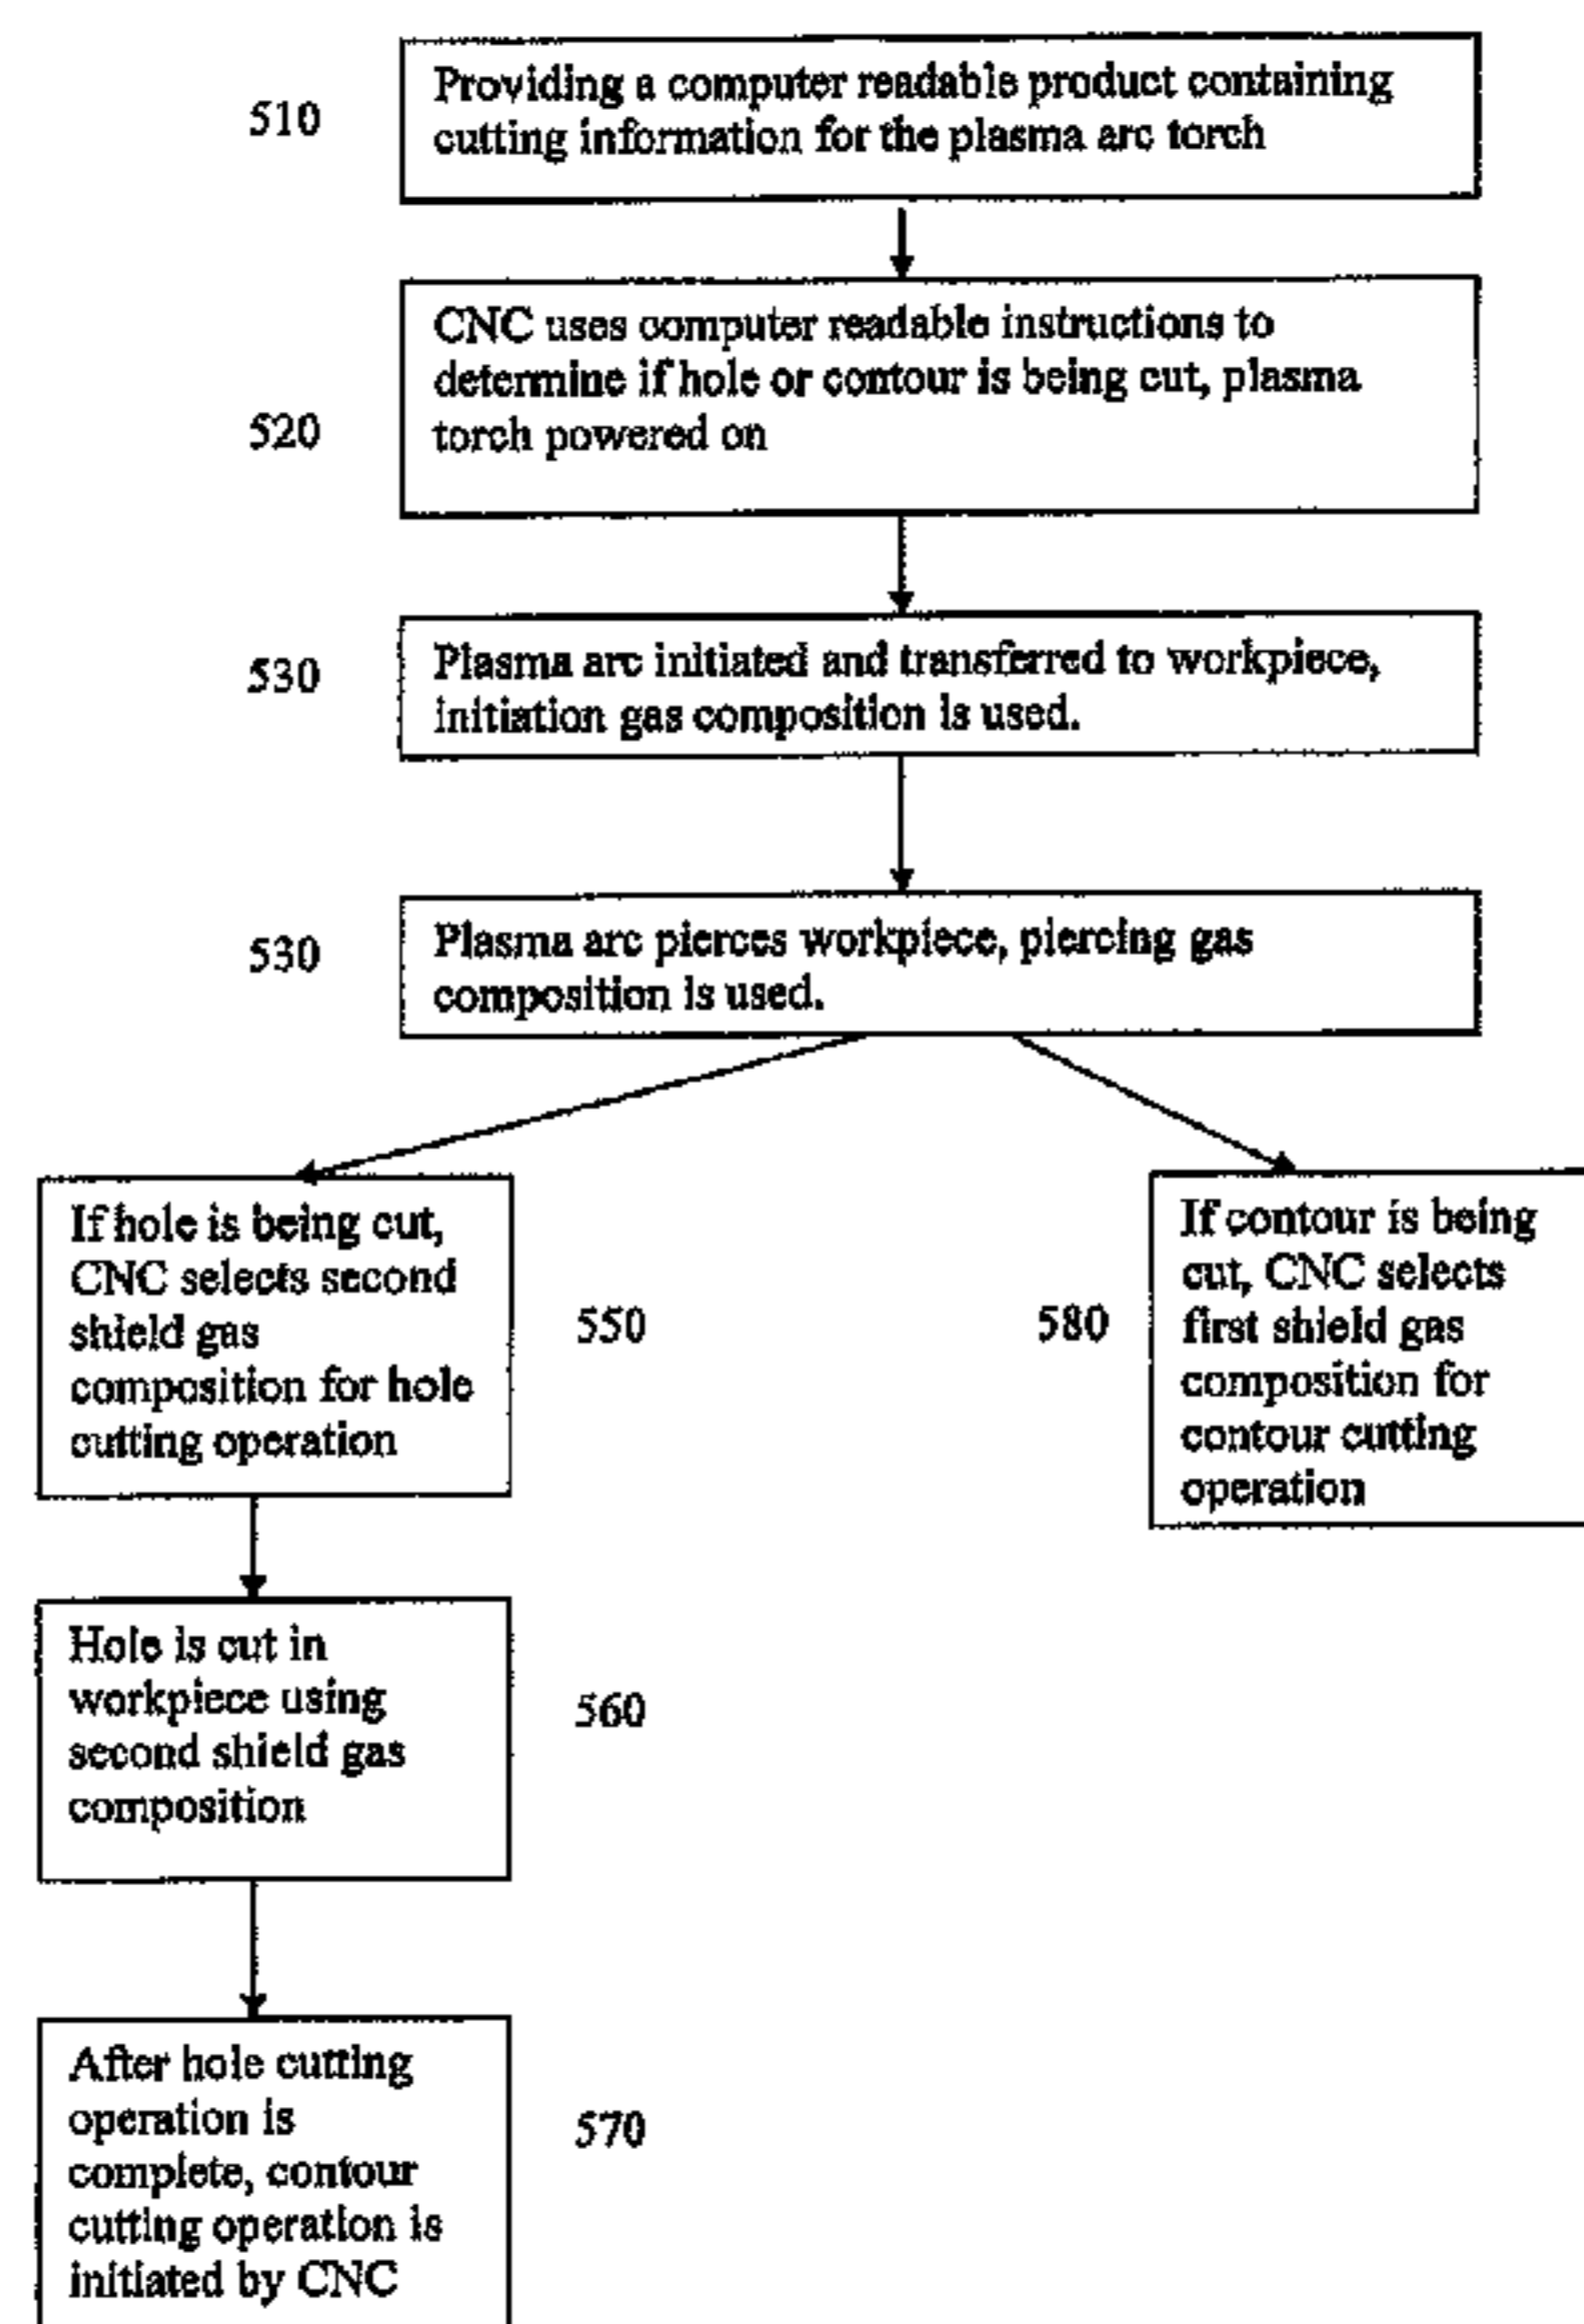 510
Providing a computer readable product containing
cutting information for the plasma arc torch
520
CNC uses computer readable instructions to
determine if hole or contour is being cut, plasma
torch powered on
530
Plasma arc initiated and transferred to workpiece,
initiation gas composition is used.
530
Plasma arc pierces workpiece, piercing gas
composition is used.
If hole is being cut,
CNC selects second
shield gas
composition for hole
cutting operation
550
580
If contour is being
cut, CNC selects
first shield gas
composition for
contour cutting
operation
Hole is cut in
workpiece using
second shield gas
composition
560
After hole cutting
operation is
complete, contour
cutting operation is
initiated by CNC
570